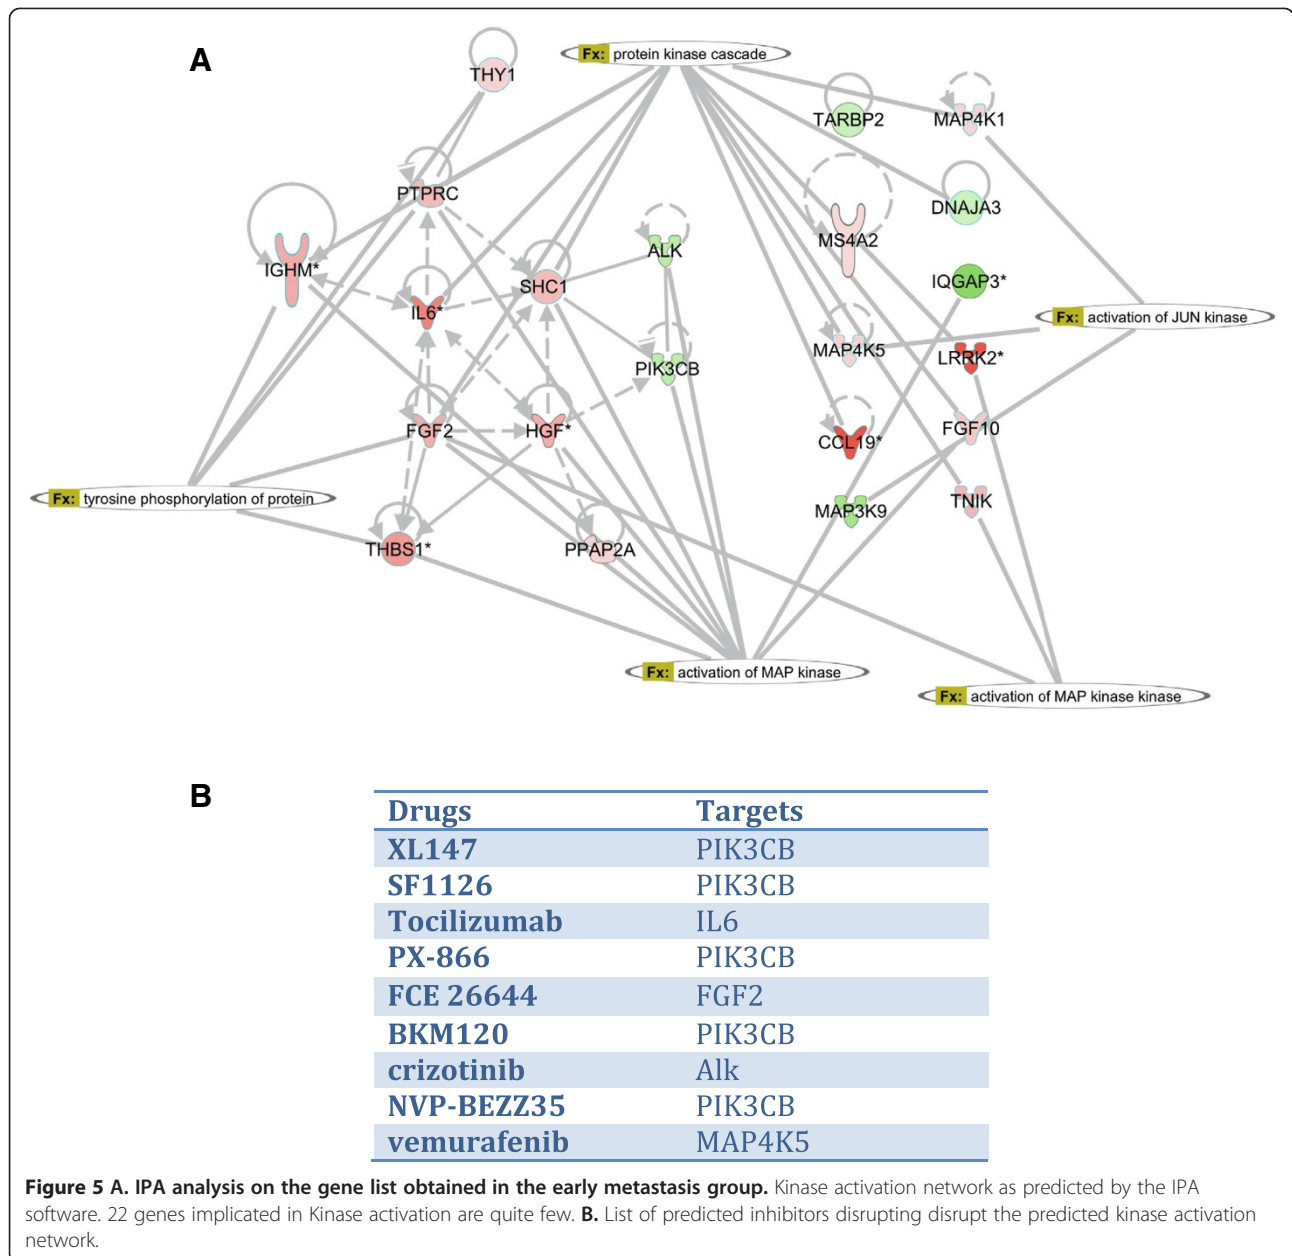 A
THY1
Fx: protein kinase cascade
TARBP2
MAP4K1
PTPRC
DNAJA3
MS4A2
ALK
IGHM*
IQGAP3*
SHC1
IL6*
Fx: activation of JUN kinase
MAP4K5
LRRK2*
PIK3CB
FGF2
HGF*
CCL19*
FGF10
Fx: tyrosine phosphorylation of protein
MAP3K9
TNIK
THBS1*
PPAP2A
Fx: activation of MAP kinase
Fx: activation of MAP kinase kinase
B
Drugs Targets
XL147 PIK3CB
SF1126 PIK3CB
Tocilizumab IL6
PX-866 PIK3CB
FCE 26644 FGF2
BKM120 PIK3CB
crizotinib Alk
NVP-BEZZ35 PIK3CB
vemurafenib MAP4K5
Figure 5 A. IPA analysis on the gene list obtained in the early metastasis group. Kinase activation network as predicted by the IPA
software. 22 genes implicated in Kinase activation are quite few. B. List of predicted inhibitors disrupting disrupt the predicted kinase activation
network.